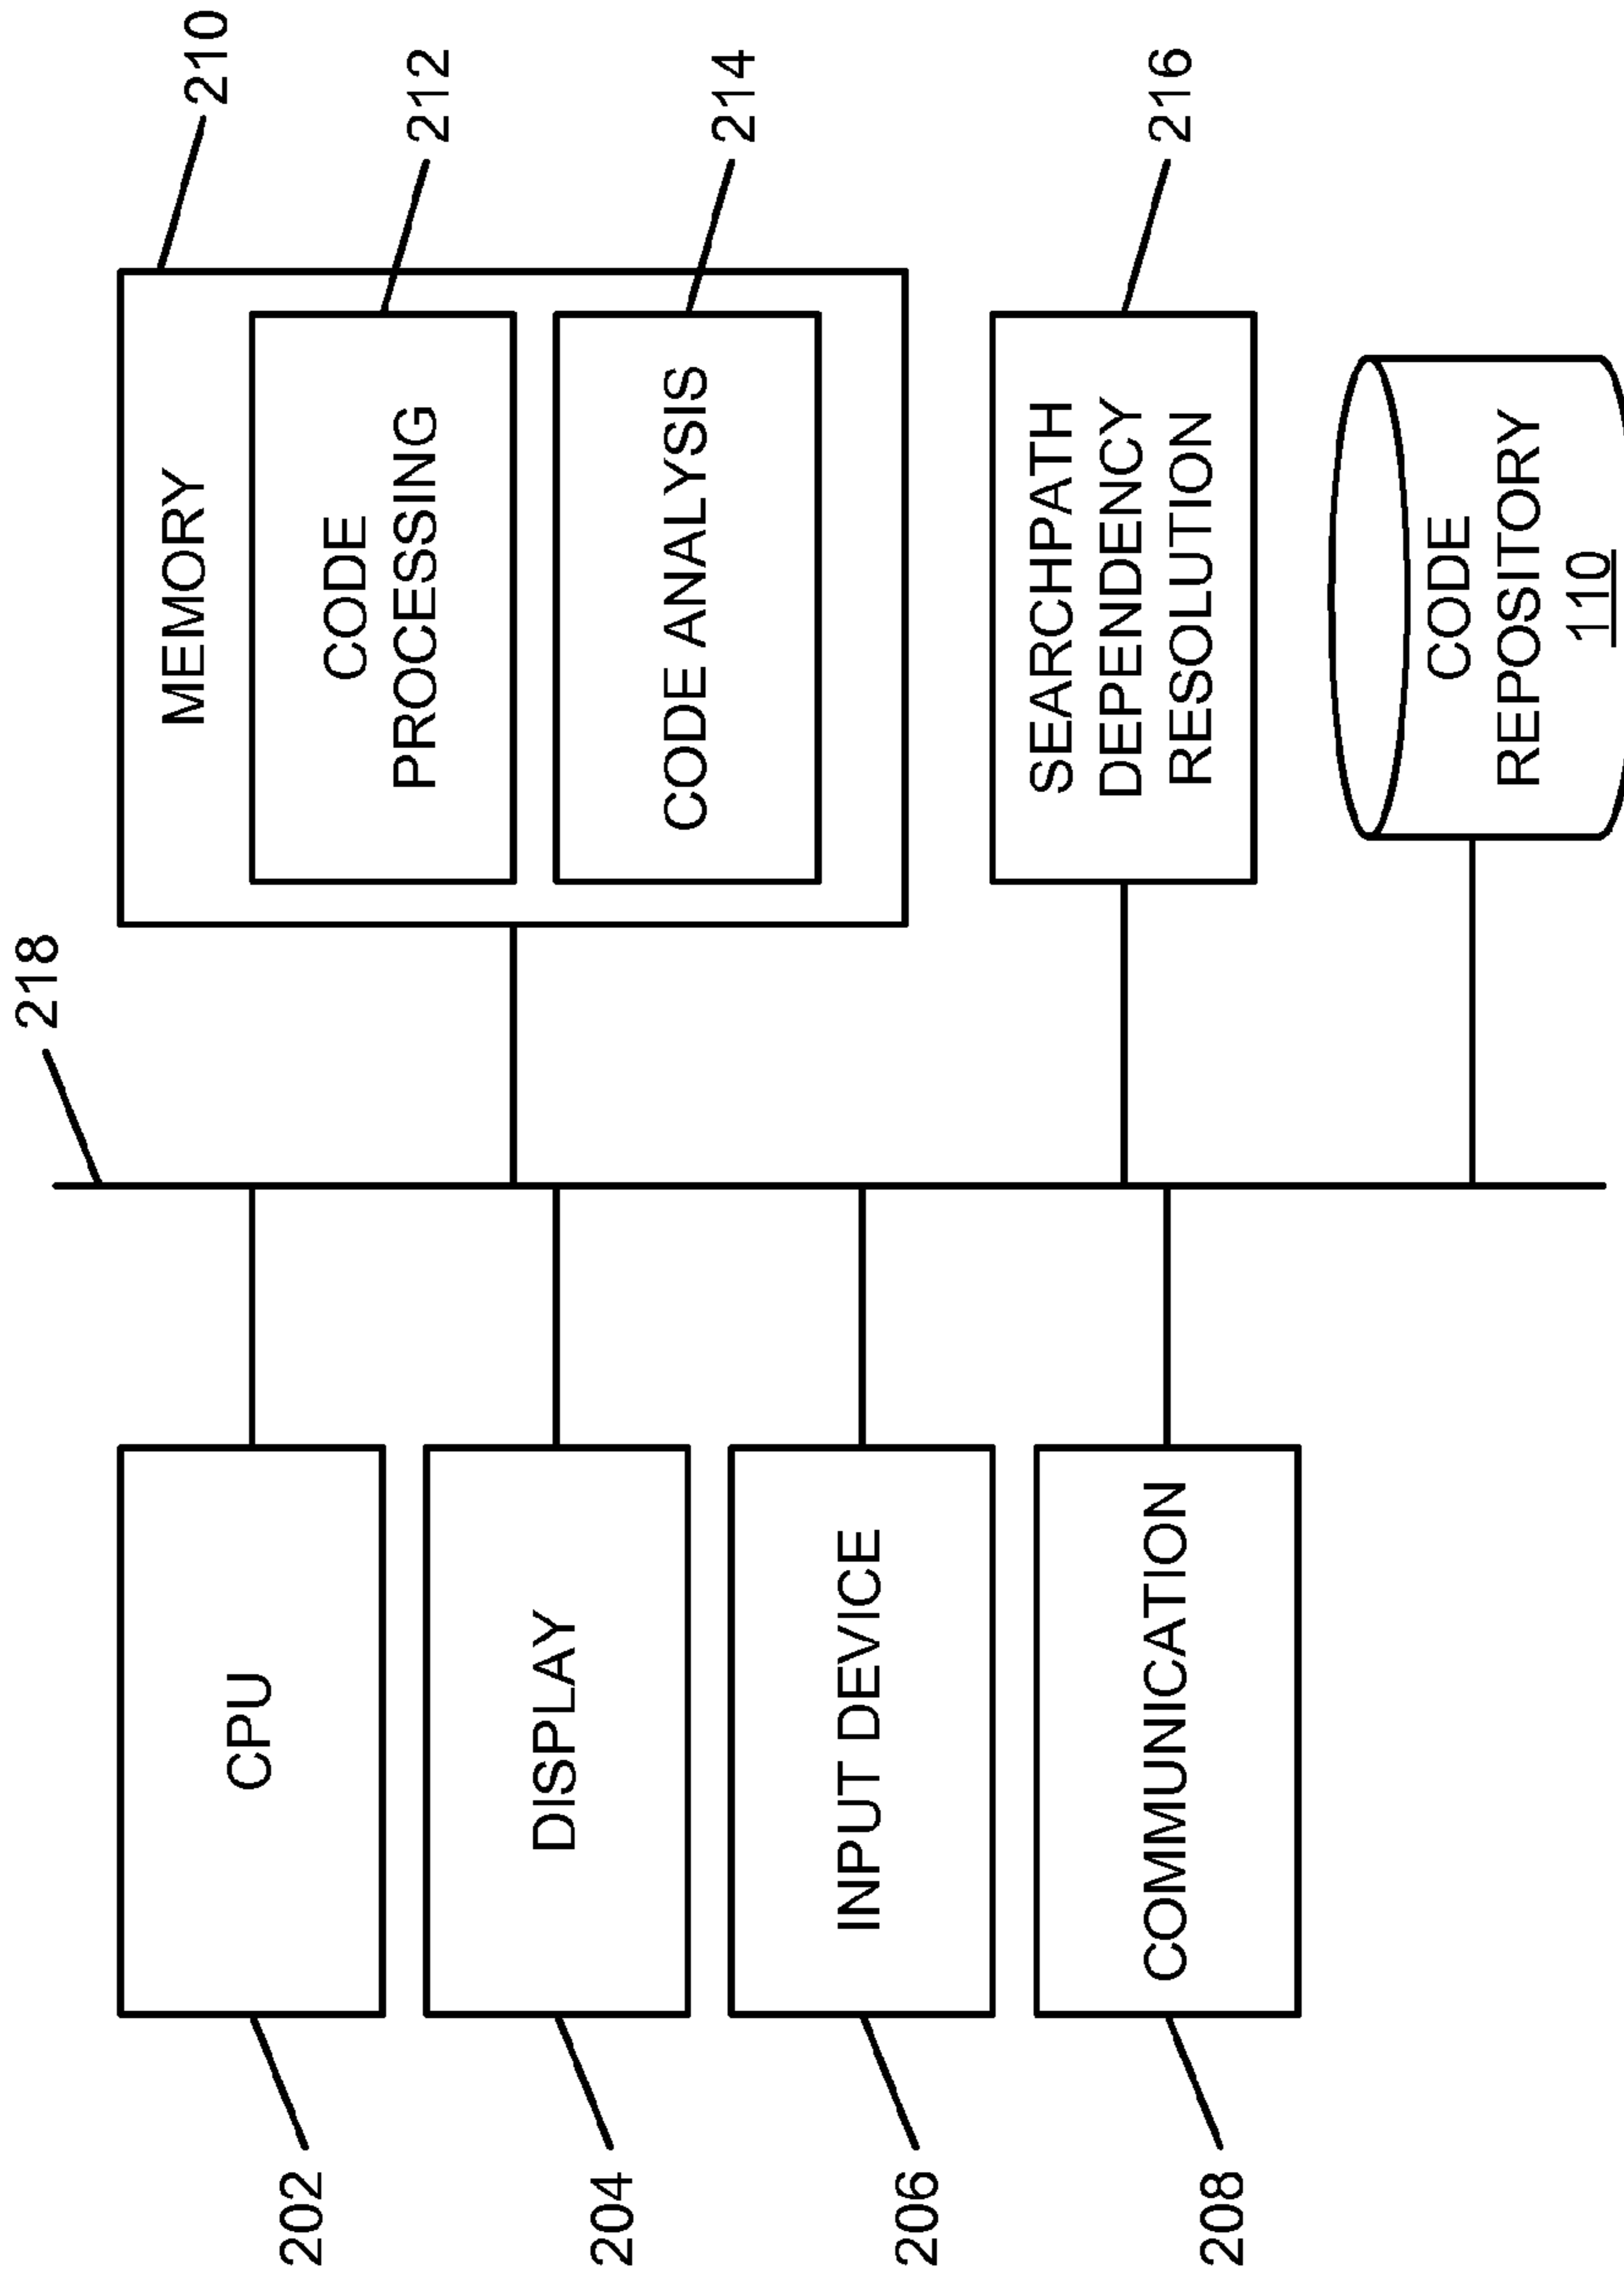 218
210
MEMORY
212
CODE
PROCESSING
214
CODE ANALYSIS
202
CPU
204
DISPLAY
206
INPUT DEVICE
208
COMMUNICATION
216
SEARCHPATH
DEPENDENCY
RESOLUTION
CODE
REPOSITORY
110